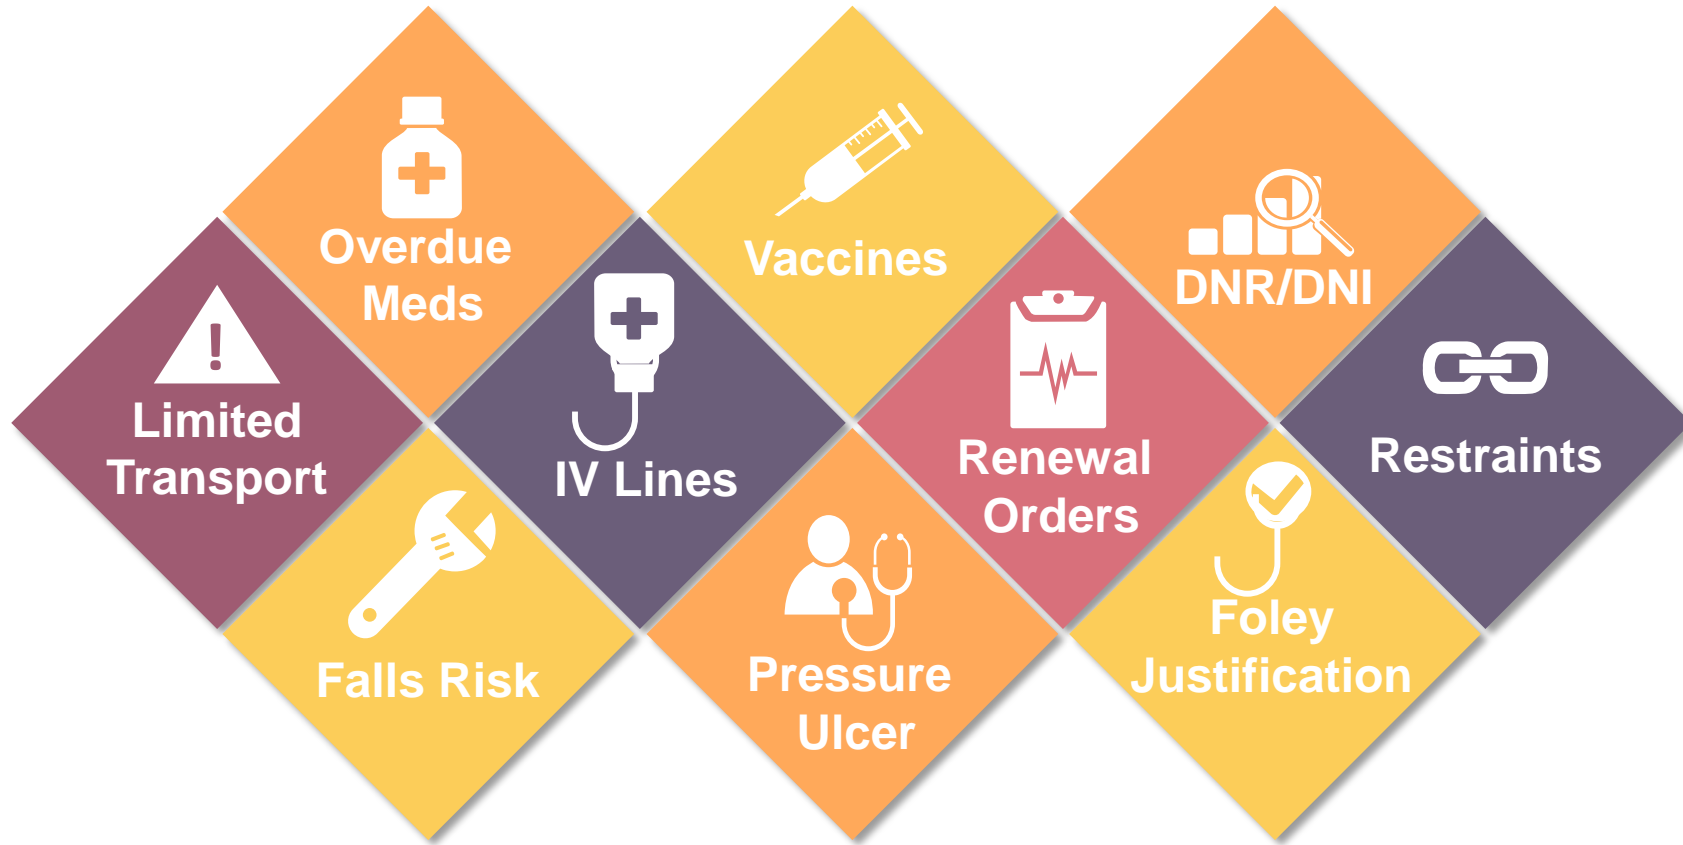 Overdue
Meds
Vaccines
DNR/DNI
Limited
Transport
IV Lines
Renewal
Orders
Restraints
Falls Risk
Pressure
Ulcer
Foley
Justification